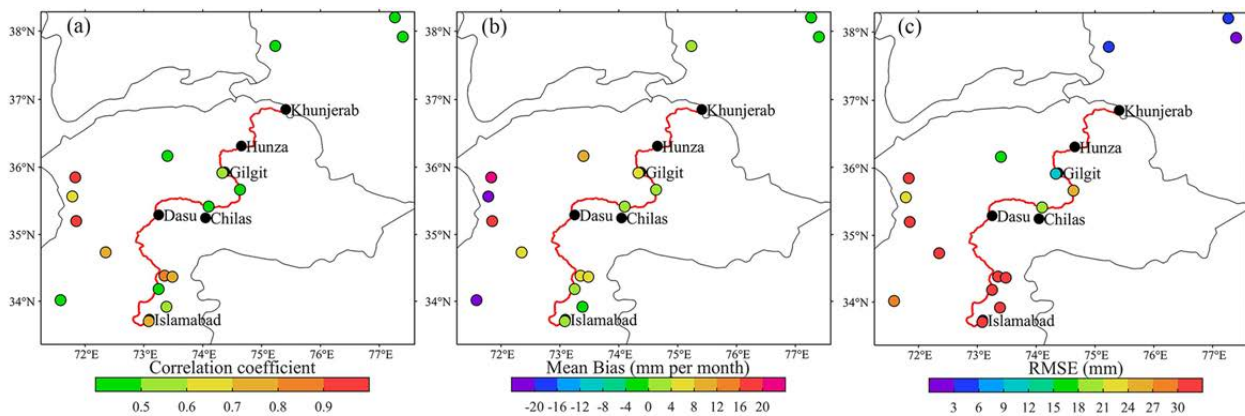 (a)
38°N
37°N
36°N
35°N
34°N
Khunjerab
Hunza
Gilgit
Dasu
Chilas
Islamabad
72°E 73°E 74°E 75°E 76°E 77°E
Correlation coefficient
0.5 0.6 0.7 0.8 0.9
(b)
38°N
37°N
36°N
35°N
34°N
Khunjerab
Hunza
Gilgit
Dasu
Chilas
Islamabad
72°E 73°E 74°E 75°E 76°E 77°E
Mean Bias (mm per month)
-20 -16 -12 -8 -4 0 4 8 12 16 20
(c)
38°N
37°N
36°N
35°N
34°N
Khunjerab
Hunza
Gilgit
Dasu
Chilas
Islamabad
72°E 73°E 74°E 75°E 76°E 77°E
RMSE (mm)
3 6 9 12 15 18 21 24 27 30